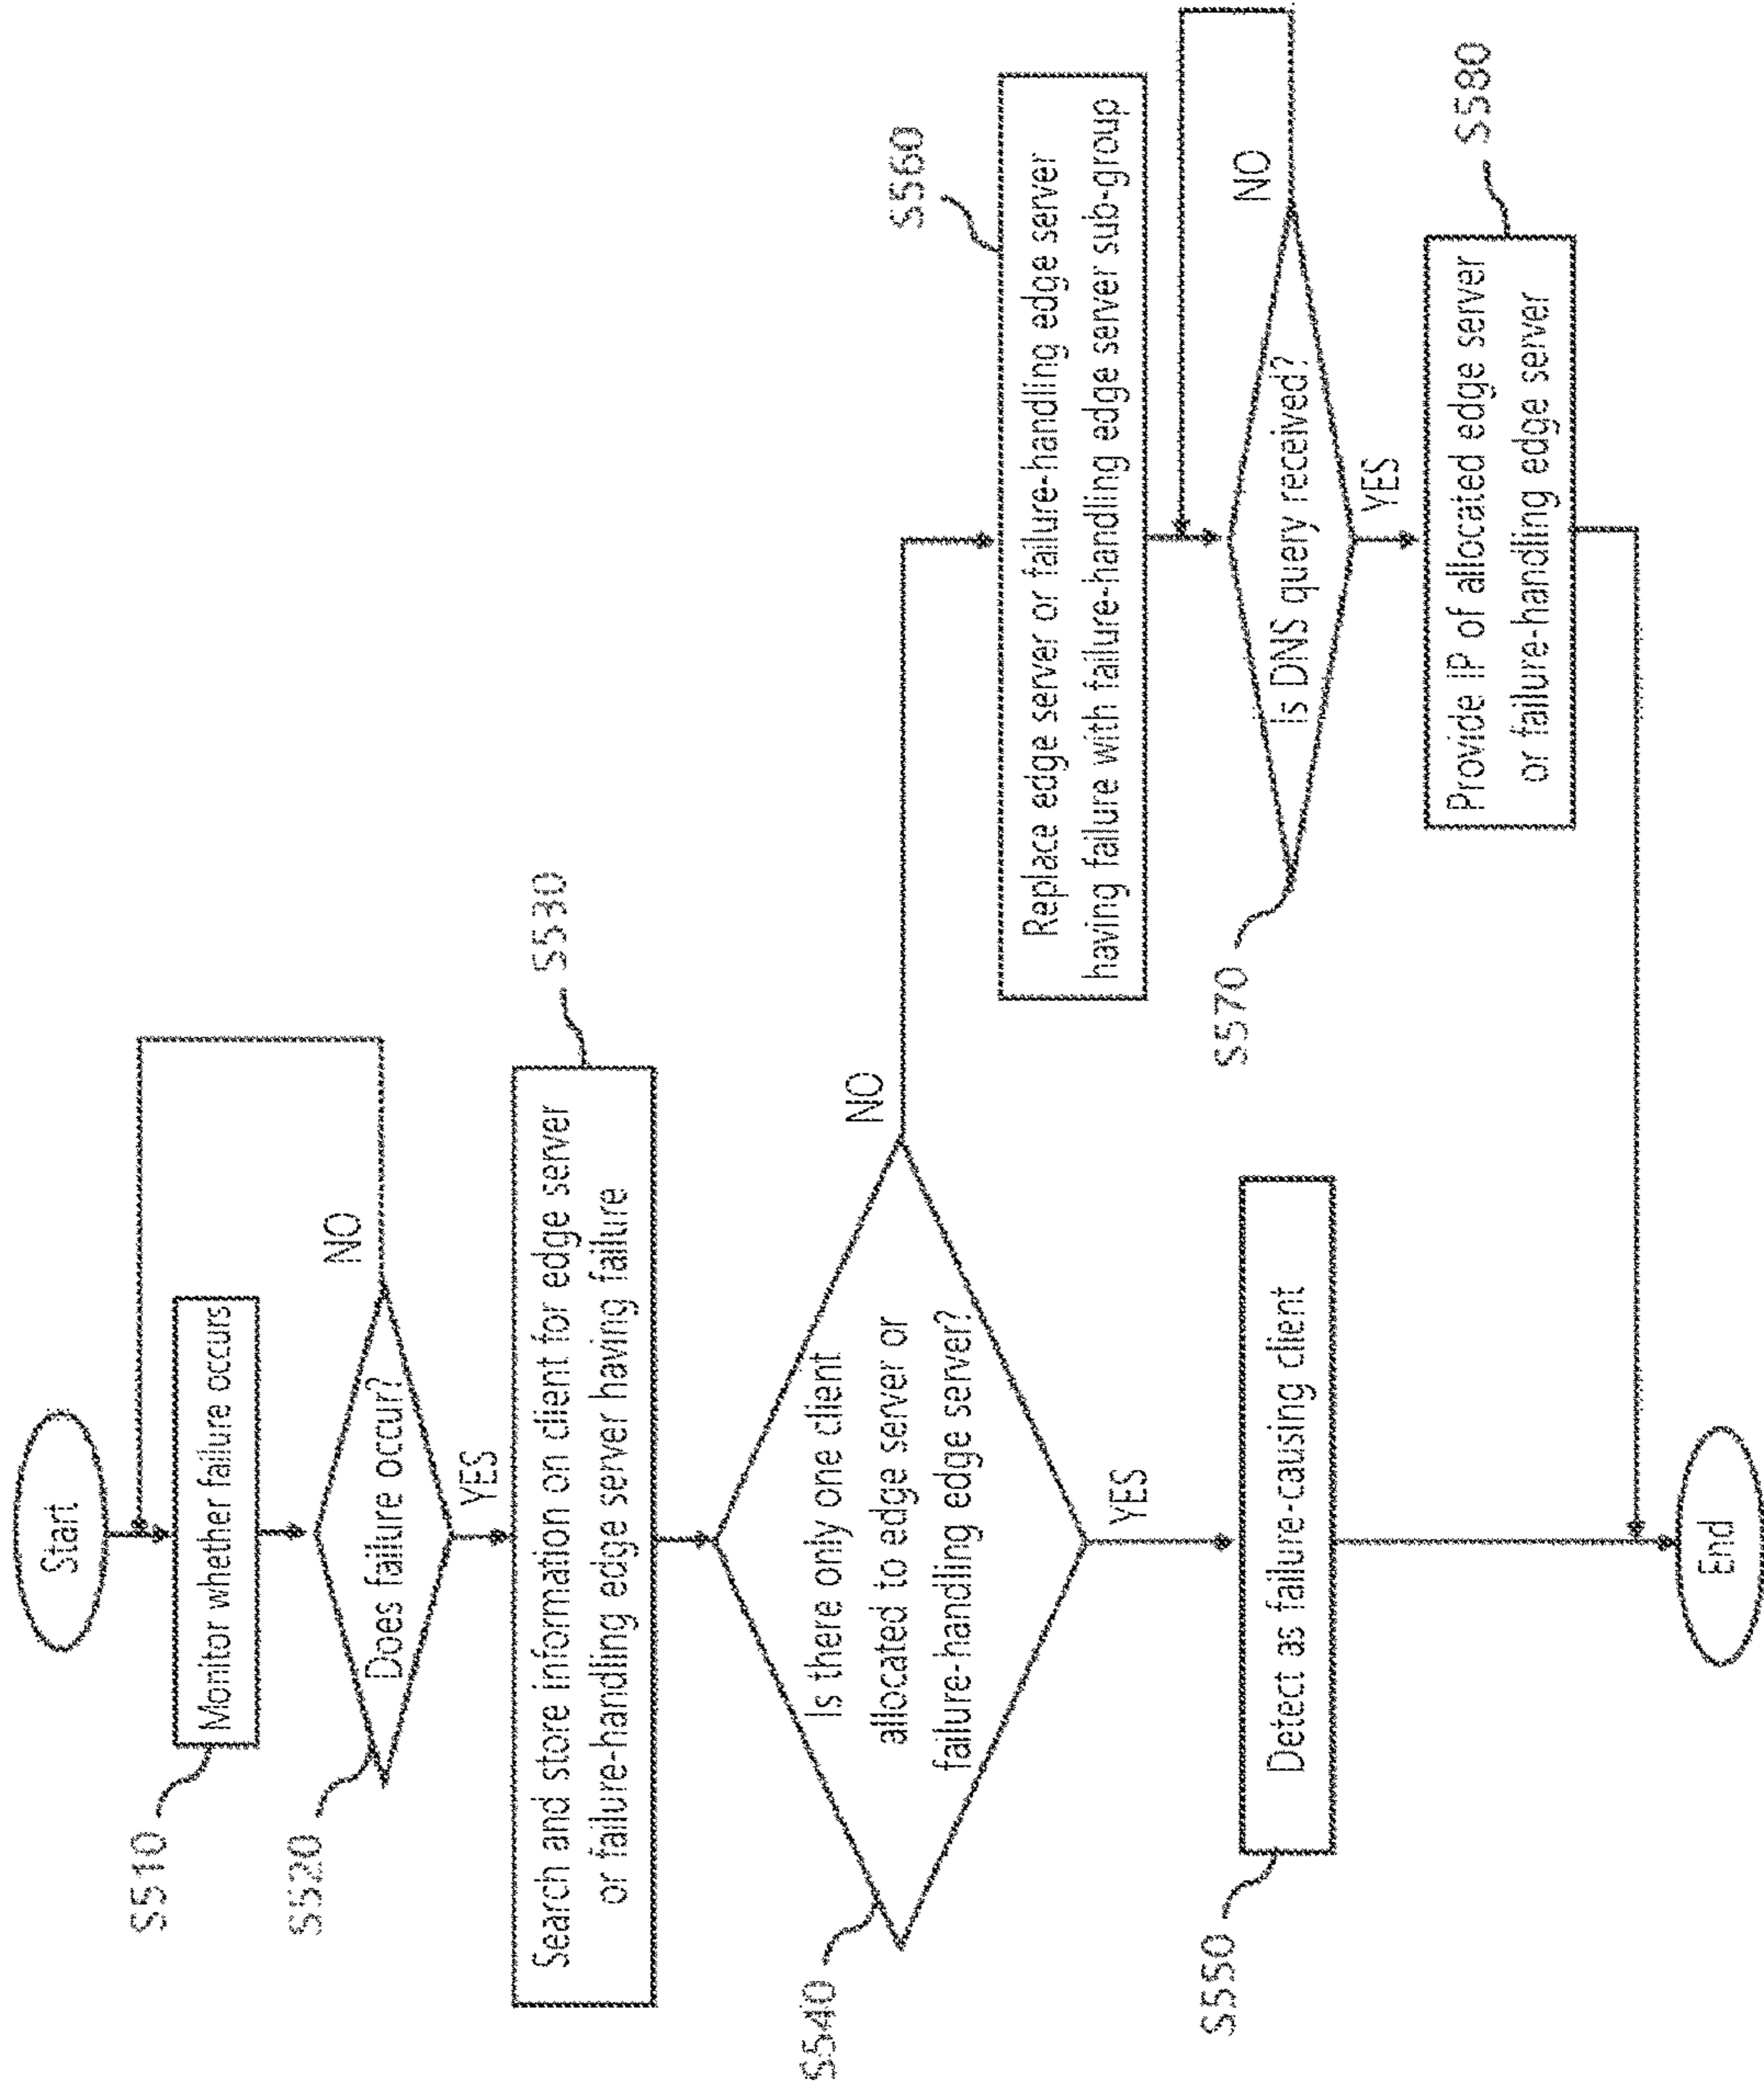 Start
S510
Monitor whether failure occurs
S520
Does failure occur?
NO
YES
S530
Search and store information on client for edge server
or failure-handling edge server having failure
S540
Is there only one client
allocated to edge server or
failure-handling edge server?
NO
YES
S550
Detect as failure-causing client
S560
Replace edge server or failure-handling edge server
having failure with failure-handling edge server sub-group
S570
Is DNS query received?
NO
YES
S580
Provide IP of allocated edge server
or failure-handling edge server
End